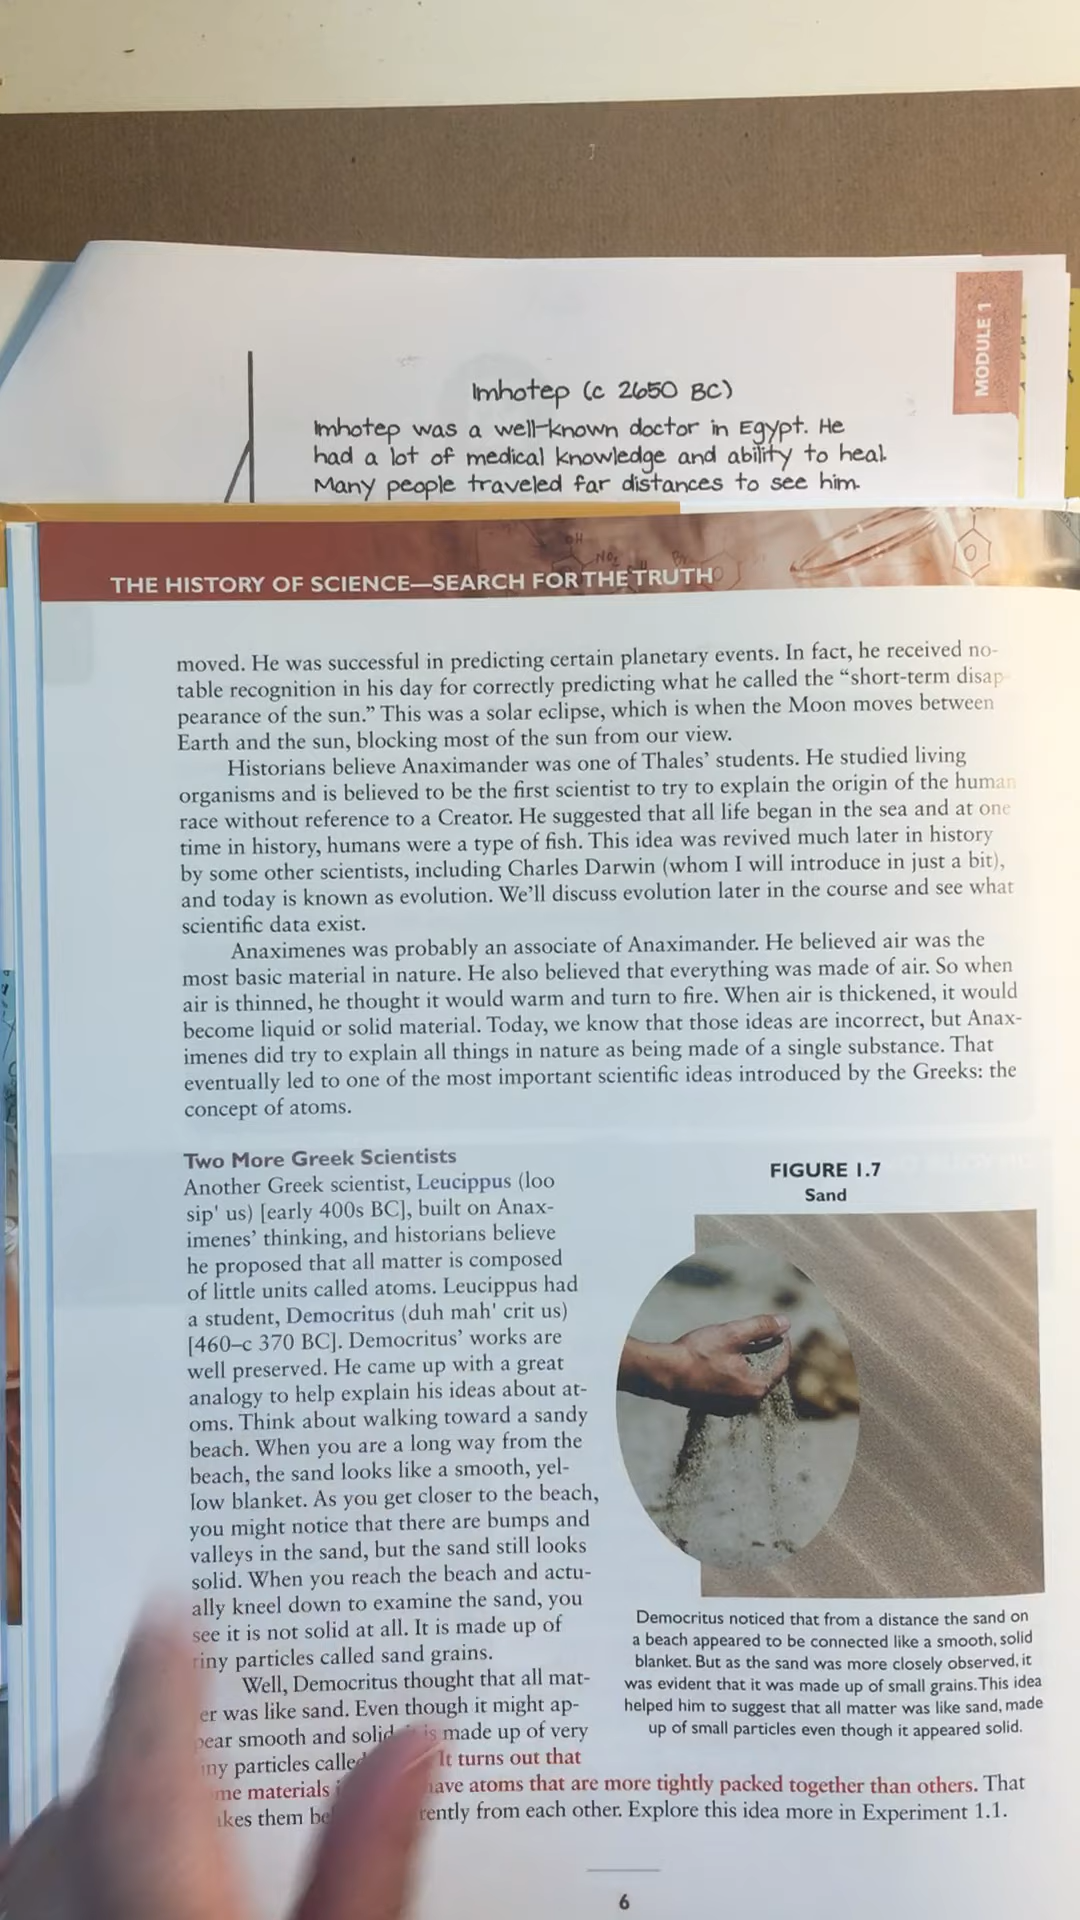 MODULE 1
Imhotep (c 2650 BC)
Imhotep was a well-known doctor in Egypt. He
had a lot of medical knowledge and ability to heal.
Many people traveled far distances to see him.
OH
NO₂
Br
THE HISTORY OF SCIENCE—SEARCH FOR THE TRUTH
moved. He was successful in predicting certain planetary events. In fact, he received no-
table recognition in his day for correctly predicting what he called the “short-term disap-
pearance of the sun.” This was a solar eclipse, which is when the Moon moves between
Earth and the sun, blocking most of the sun from our view.
Historians believe Anaximander was one of Thales’ students. He studied living
organisms and is believed to be the first scientist to try to explain the origin of the human
race without reference to a Creator. He suggested that all life began in the sea and at one
time in history, humans were a type of fish. This idea was revived much later in history
by some other scientists, including Charles Darwin (whom I will introduce in just a bit),
and today is known as evolution. We’ll discuss evolution later in the course and see what
scientific data exist.
Anaximenes was probably an associate of Anaximander. He believed air was the
most basic material in nature. He also believed that everything was made of air. So when
air is thinned, he thought it would warm and turn to fire. When air is thickened, it would
become liquid or solid material. Today, we know that those ideas are incorrect, but Anax-
imenes did try to explain all things in nature as being made of a single substance. That
eventually led to one of the most important scientific ideas introduced by the Greeks: the
concept of atoms.
Two More Greek Scientists
Another Greek scientist, Leucippus (loo
sip' us) [early 400s BC], built on Anax-
imenes’ thinking, and historians believe
he proposed that all matter is composed
of little units called atoms. Leucippus had
a student, Democritus (duh mah' crit us)
[460–c 370 BC]. Democritus’ works are
well preserved. He came up with a great
analogy to help explain his ideas about at-
oms. Think about walking toward a sandy
beach. When you are a long way from the
beach, the sand looks like a smooth, yel-
low blanket. As you get closer to the beach,
you might notice that there are bumps and
valleys in the sand, but the sand still looks
solid. When you reach the beach and actu-
ally kneel down to examine the sand, you
see it is not solid at all. It is made up of
tiny particles called sand grains.
Well, Democritus thought that all mat-
er was like sand. Even though it might ap-
pear smooth and solid is made up of very
particles called It turns out that
materials have atoms that are more tightly packed together than others. That
them from each other. Explore this idea more in Experiment 1.1.
FIGURE 1.7
Sand
Democritus noticed that from a distance the sand on
a beach appeared to be connected like a smooth, solid
blanket. But as the sand was more closely observed, it
was evident that it was made up of small grains. This idea
helped him to suggest that all matter was like sand, made
up of small particles even though it appeared solid.
6